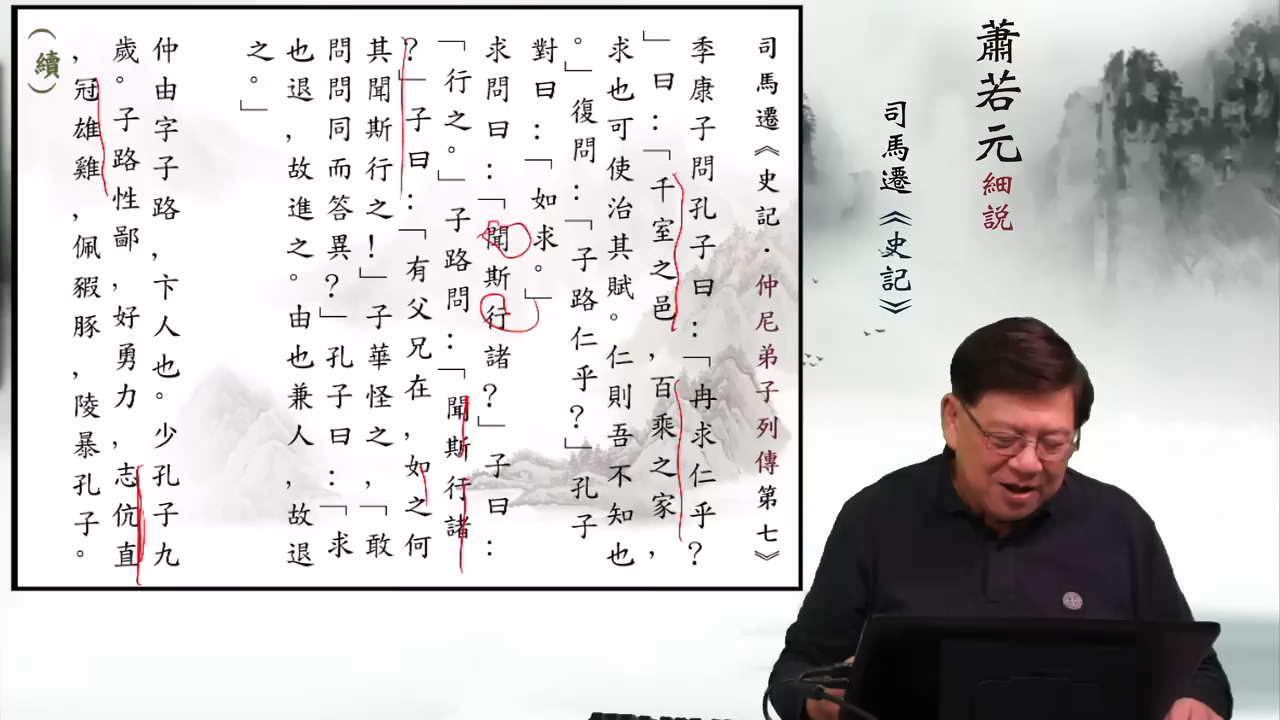 蕭若元
細説
司馬遷《史記》
司馬遷《史記．仲尼弟子列傳第七》
季康子問孔子曰：「冉求仁乎？
」曰：「千室之邑，百乘之家，
求也可使治其賦。仁則吾不知也
。」復問：「子路仁乎？」孔子
對曰：「如求。」
求問曰：「聞斯行諸？」子曰：
「行之。」子路問：「聞斯行諸
？」子曰：「有父兄在，如之何
其聞斯行之！」子華怪之，「敢
問問同而答異？」孔子曰：「求
也退，故進之。由也兼人，故退
之。」
仲由字子路，卞人也。少孔子九
歲。子路性鄙，好勇力，志伉直
，冠雄雞，佩豭豚，陵暴孔子。
（續）